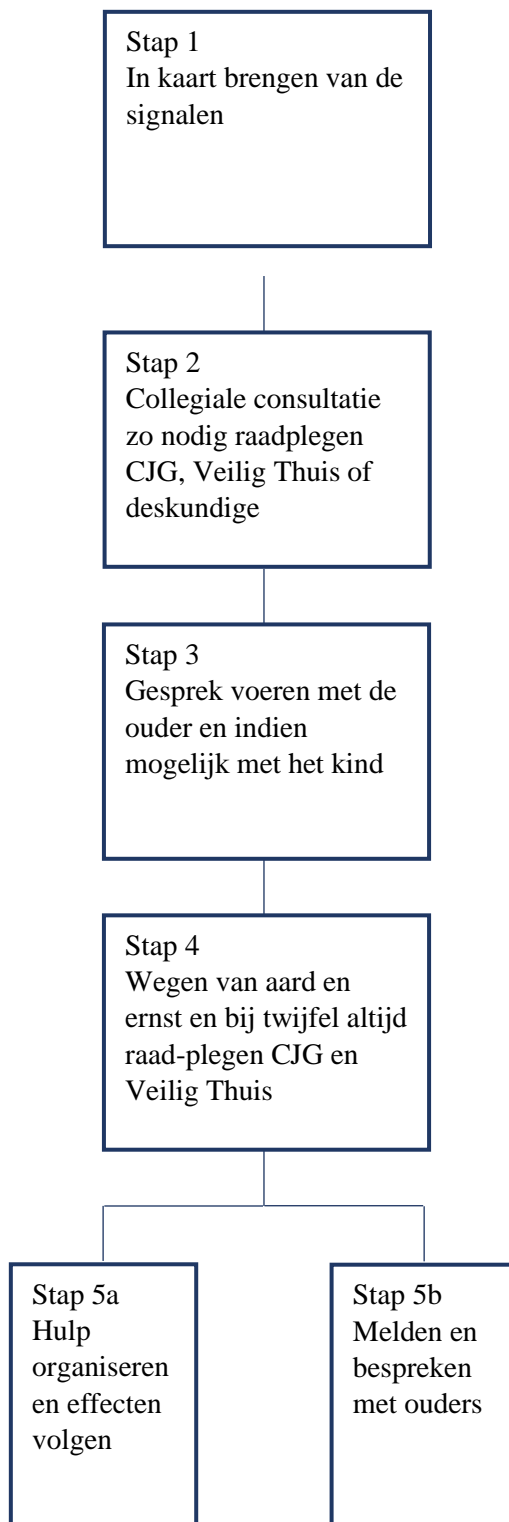 Stap 1
In kaart brengen van de
signalen
Stap 2
Collegiale consultatie
zo nodig raadplegen
CJG, Veilig Thuis of
deskundige
Stap 3
Gesprek voeren met de
ouder en indien
mogelijk met het kind
Stap 4
Wegen van aard en
ernst en bij twijfel altijd
raad-plegen CJG en
Veilig Thuis
Stap 5a
Hulp
organiseren
en effecten
volgen
Stap 5b
Melden en
bespreken
met ouders